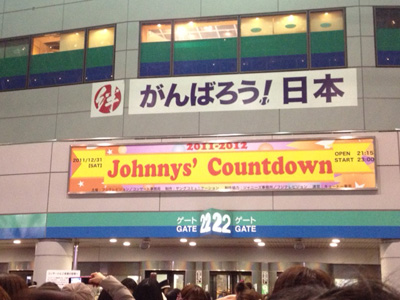 絆 がんばろう!日本
2011-2012
2011/12/31
[SAT]
Johnnys' Countdown
OPEN 21:15
START 23:00
ゲート 22 ゲート
GATE GATE